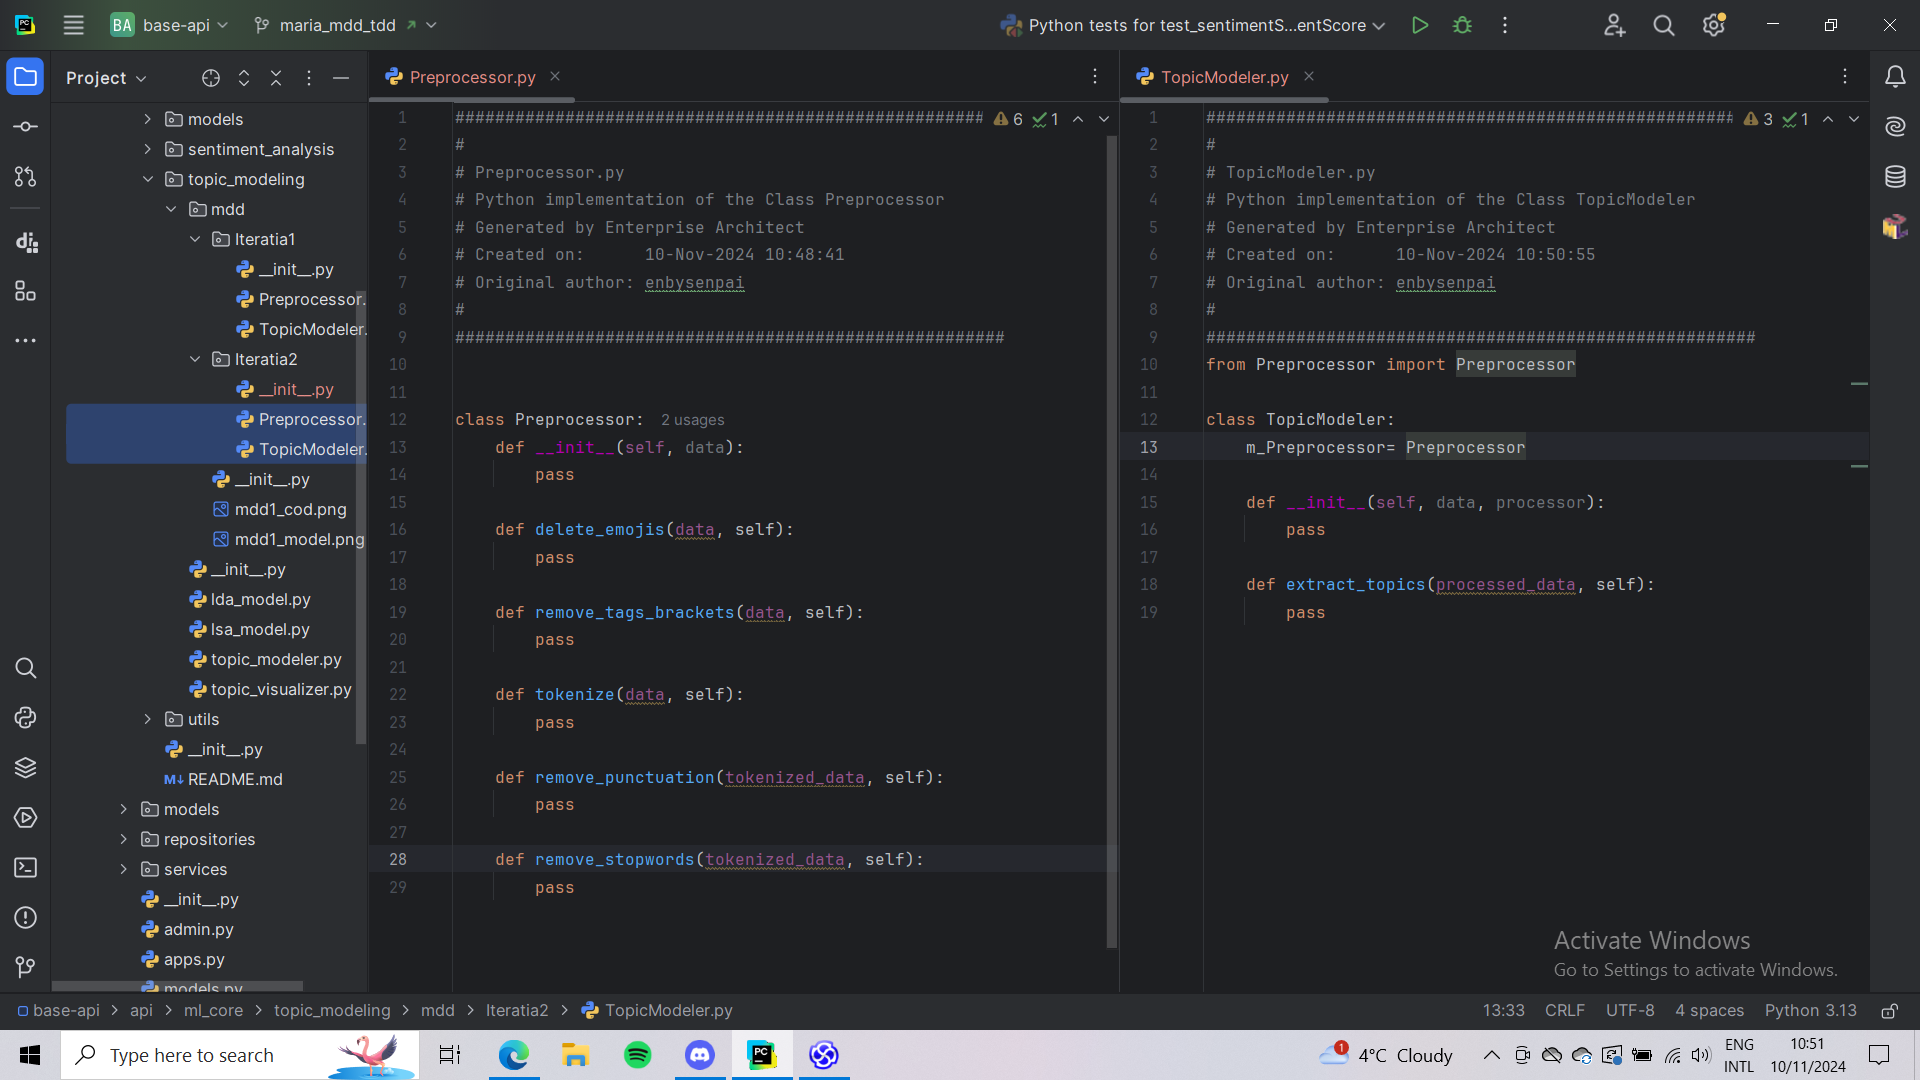 BA base-api
maria_mdd_tdd
Python tests for test_sentimentS...entScore
Project
models
sentiment_analysis
topic_modeling
mdd
Iteratia1
__init__.py
Preprocessor.
TopicModeler.
Iteratia2
__init__.py
Preprocessor.
TopicModeler.
__init__.py
mdd1_cod.png
mdd1_model.png
__init__.py
lda_model.py
lsa_model.py
topic_modeler.py
topic_visualizer.py
utils
__init__.py
M↓ README.md
models
repositories
services
__init__.py
admin.py
apps.py
models.py
Preprocessor.py
6 1
1 #####################################################
2 #
3 # Preprocessor.py
4 # Python implementation of the Class Preprocessor
5 # Generated by Enterprise Architect
6 # Created on:      10-Nov-2024 10:48:41
7 # Original author: enbysenpai
8 #
9 #######################################################
10
11
12 class Preprocessor: 2 usages
13     def __init__(self, data):
14         pass
15
16     def delete_emojis(data, self):
17         pass
18
19     def remove_tags_brackets(data, self):
20         pass
21
22     def tokenize(data, self):
23         pass
24
25     def remove_punctuation(tokenized_data, self):
26         pass
27
28     def remove_stopwords(tokenized_data, self):
29         pass
TopicModeler.py
3 1
1 #####################################################
2 #
3 # TopicModeler.py
4 # Python implementation of the Class TopicModeler
5 # Generated by Enterprise Architect
6 # Created on:      10-Nov-2024 10:50:55
7 # Original author: enbysenpai
8 #
9 #######################################################
10 from Preprocessor import Preprocessor
11
12 class TopicModeler:
13     m_Preprocessor= Preprocessor
14
15     def __init__(self, data, processor):
16         pass
17
18     def extract_topics(processed_data, self):
19         pass
Activate Windows
Go to Settings to activate Windows.
base-api > api > ml_core > topic_modeling > mdd > Iteratia2 > TopicModeler.py
13:33 CRLF UTF-8 4 spaces Python 3.13
Type here to search
PC
1
4°C Cloudy
ENG
INTL
10:51
10/11/2024